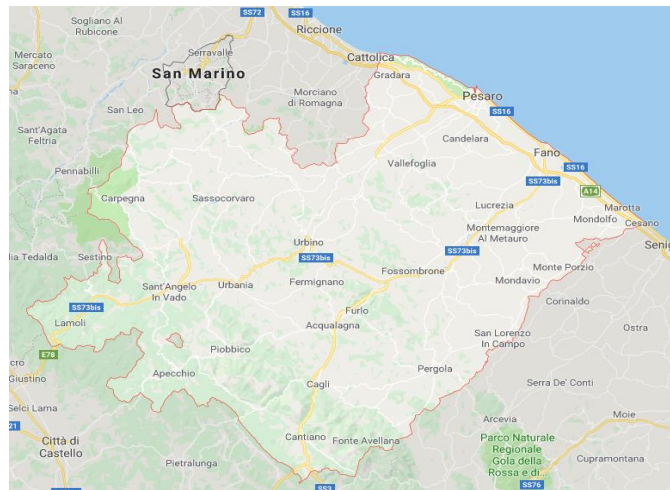 SS72
SS16
Sogliano Al
Rubicone
Riccione
Serravalle
Mercato
Saraceno
San Marino
Cattolica
Gradara
Morciano
di Romagna
San Leo
Pesaro
SS16
Sant'Agata
Feltria
Candelara
Fano
Vallefoglia
SS16
Pennabilli
SS73bis
A14
Carpegna
Sassocorvaro
Lucrezia
Marotta
Mondolfo
Cesano
Montemaggiore
Al Metauro
Senig
Urbino
SS73bis
SS73bis
lia Tedalda
Sestino
Monte Porzio
Fossombrone
Mondavio
Sant'Angelo
In Vado
Urbania
Fermignano
Corinaldo
SS73bis
Furlo
Lamoli
Acqualagna
Ostra
San Lorenzo
In Campo
E78
Piobbico
cro
Giustino
Apecchio
Pergola
Cagli
Serra De' Conti
Selci Lama
Arcevia
Moie
21
Città di
Castello
Cantiano
Fonte Avellana
Parco Naturale
Regionale
Gola della
Rossa e di...
Pietralunga
Cupramontana
SS3
SS76